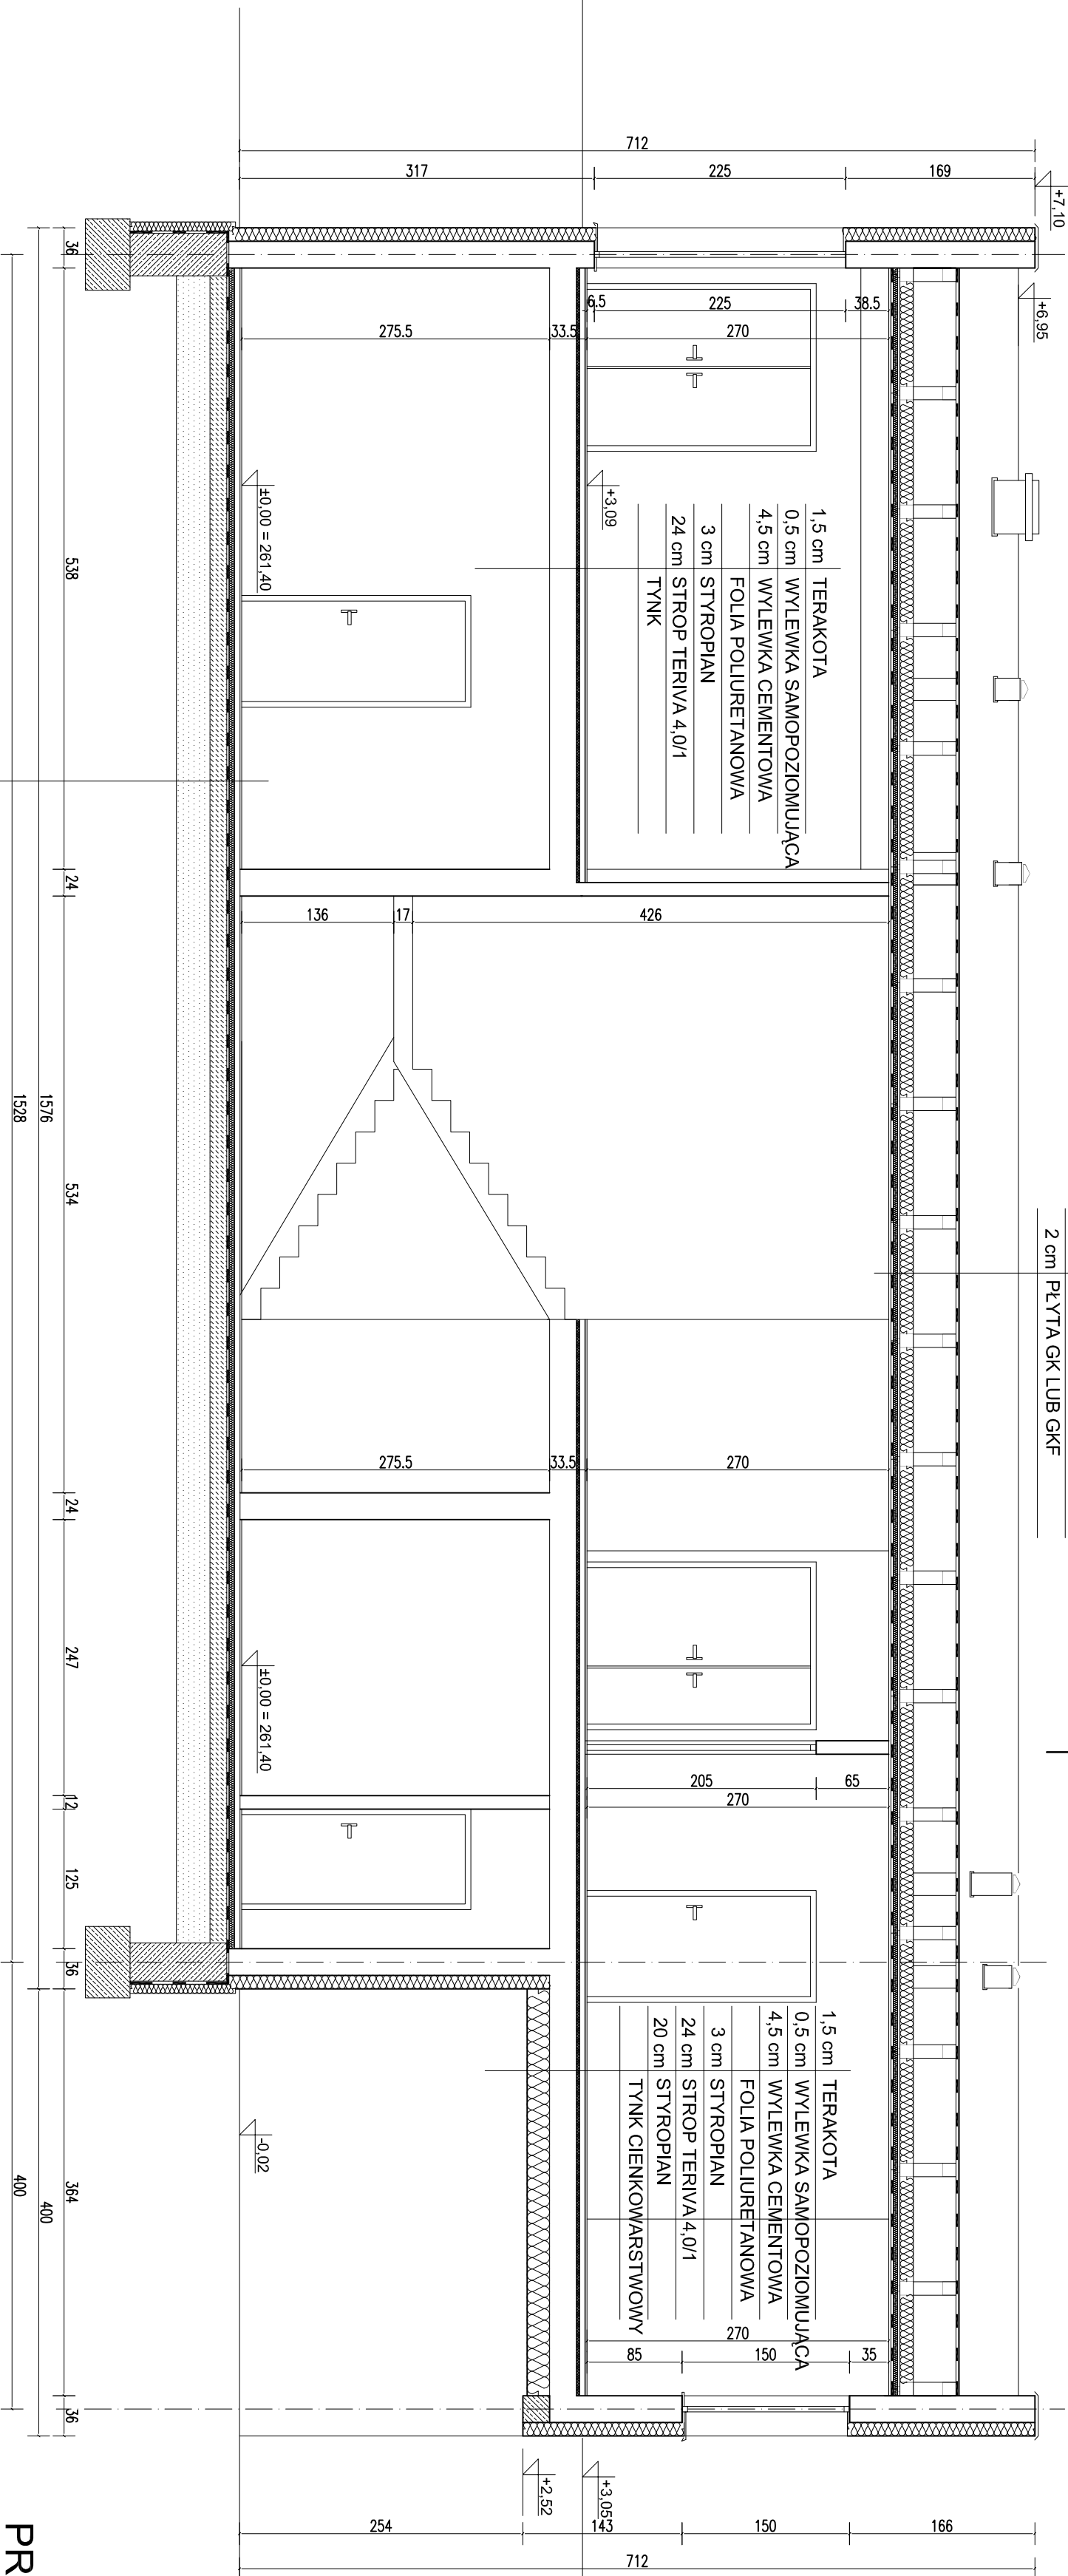 712
317
225
169
+7,10
+6,95
36
6.5
225
38.5
275.5
33.5
270
±0,00 = 261,40
+3,09
1,5 cm TERAKOTA
0,5 cm WYLEWKA SAMOPOZIOMUJĄCA
4,5 cm WYLEWKA CEMENTOWA
FOLIA POLIURETANOWA
3 cm STYROPIAN
24 cm STROP TERIVA 4,0/1
TYNK
538
24
136
17
426
2 cm PŁYTA GK LUB GKF
1576
1528
534
275.5
33.5
270
24
247
±0,00 = 261,40
12
205
65
270
125
36
1,5 cm TERAKOTA
0,5 cm WYLEWKA SAMOPOZIOMUJĄCA
4,5 cm WYLEWKA CEMENTOWA
FOLIA POLIURETANOWA
3 cm STYROPIAN
24 cm STROP TERIVA 4,0/1
20 cm STYROPIAN
TYNK CIENKOWARSTWOWY
-0,02
364
400
400
270
85
150
35
36
+2,52
+3,05
254
143
150
166
712
PR